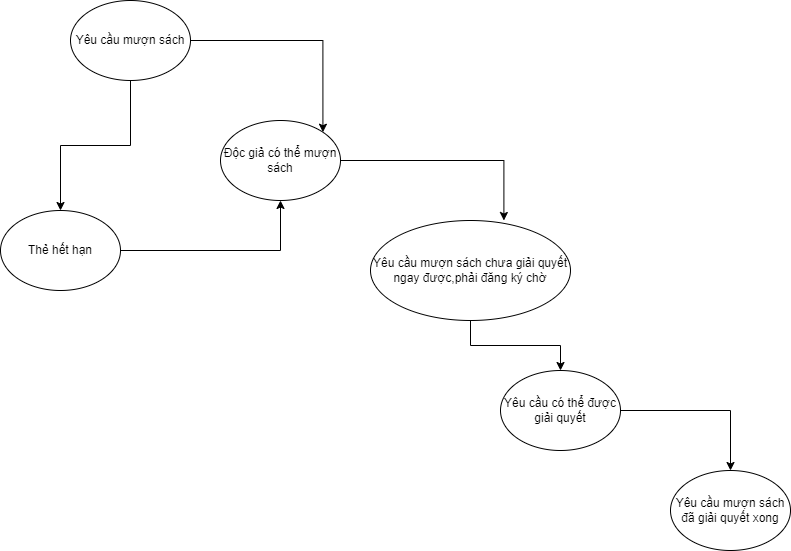 Yêu cầu mượn sách
Độc giả có thể mượn
sách
Thẻ hết hạn
Yêu cầu mượn sách chưa giải quyết
ngay được,phải đăng ký chờ
Yêu cầu có thể được
giải quyết
Yêu cầu mượn sách
đã giải quyết xong